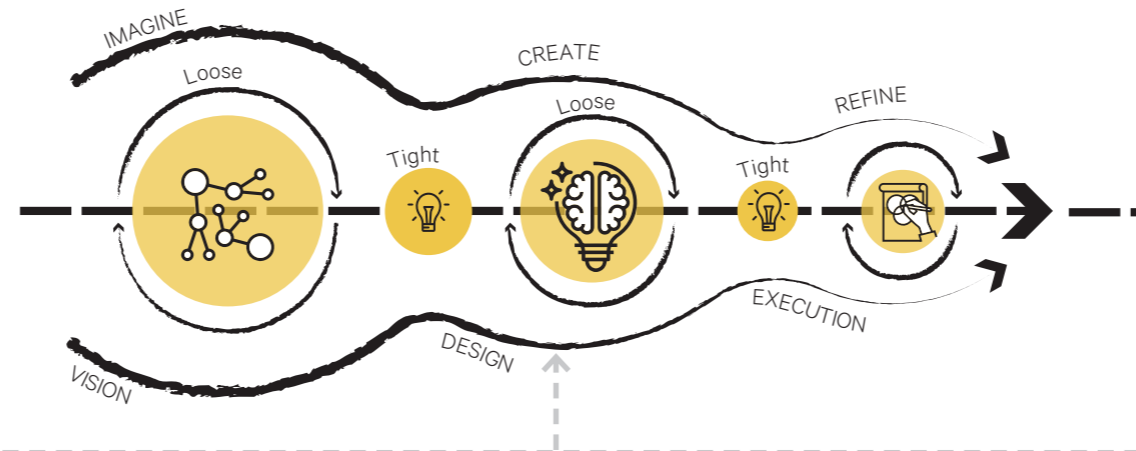 IMAGINE
Loose
Tight
CREATE
Loose
Tight
REFINE
VISION
DESIGN
EXECUTION